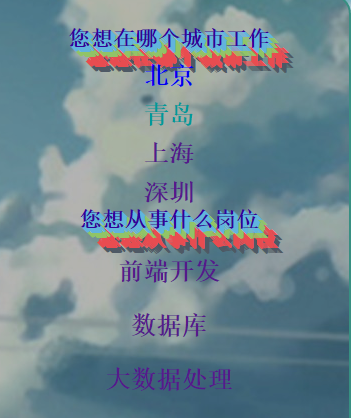 您想在哪个城市工作
北京
青岛
上海
深圳
您想从事什么岗位
前端开发
数据库
大数据处理